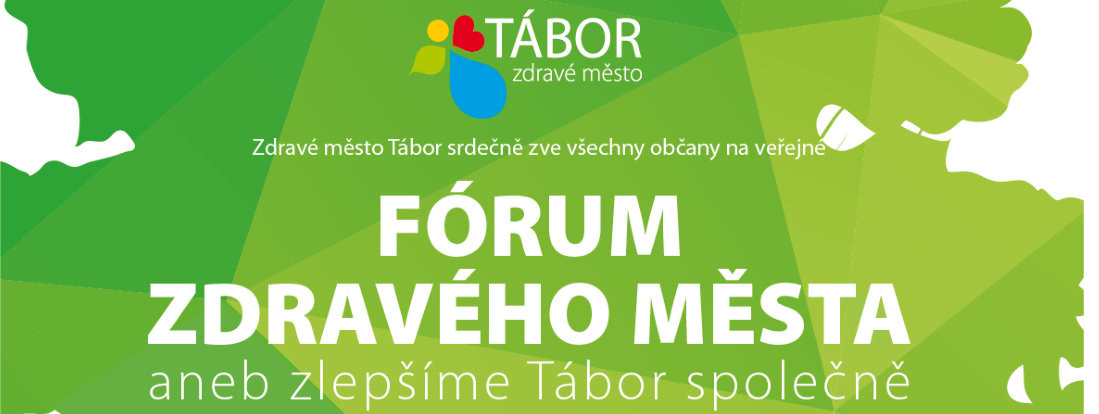 TÁBOR
zdravé město
Zdravé město Tábor srdečně zve všechny občany na veřejné
FÓRUM
ZDRAVÉHO MĚSTA
aneb zlepšíme Tábor společně